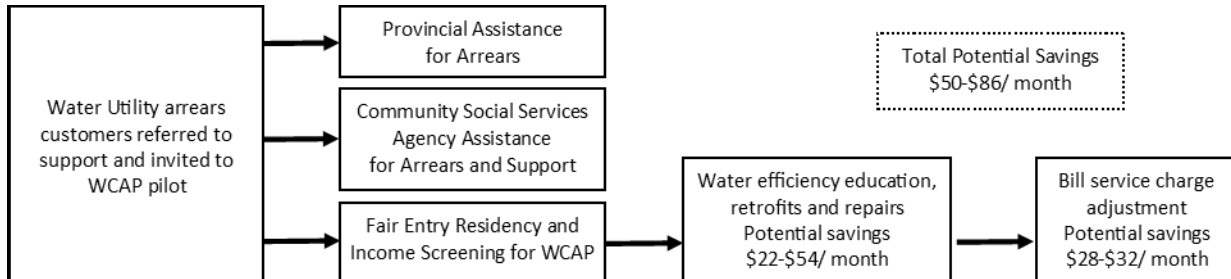 Water Utility arrears
customers referred to
support and invited to
WCAP pilot
Provincial Assistance
for Arrears
Community Social Services
Agency Assistance
for Arrears and Support
Fair Entry Residency and
Income Screening for WCAP
Water efficiency education,
retrofits and repairs
Potential savings
$22-$54/ month
Total Potential Savings
$50-$86/ month
Bill service charge
adjustment
Potential savings
$28-$32/ month